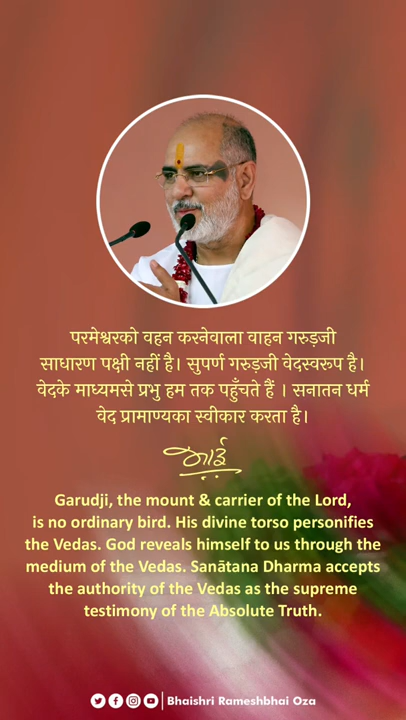 परमेश्वरको वहन करनेवाला वाहन गरुड़जी
साधारण पक्षी नहीं है। सुपर्ण गरुड़जी वेदस्वरूप है।
वेदके माध्यमसे प्रभु हम तक पहुँचते हैं । सनातन धर्म
वेद प्रामाण्यका स्वीकार करता है।
भाई
Garudji, the mount & carrier of the Lord,
is no ordinary bird. His divine torso personifies
the Vedas. God reveals himself to us through the
medium of the Vedas. Sanātana Dharma accepts
the authority of the Vedas as the supreme
testimony of the Absolute Truth.
Bhaishri Rameshbhai Oza